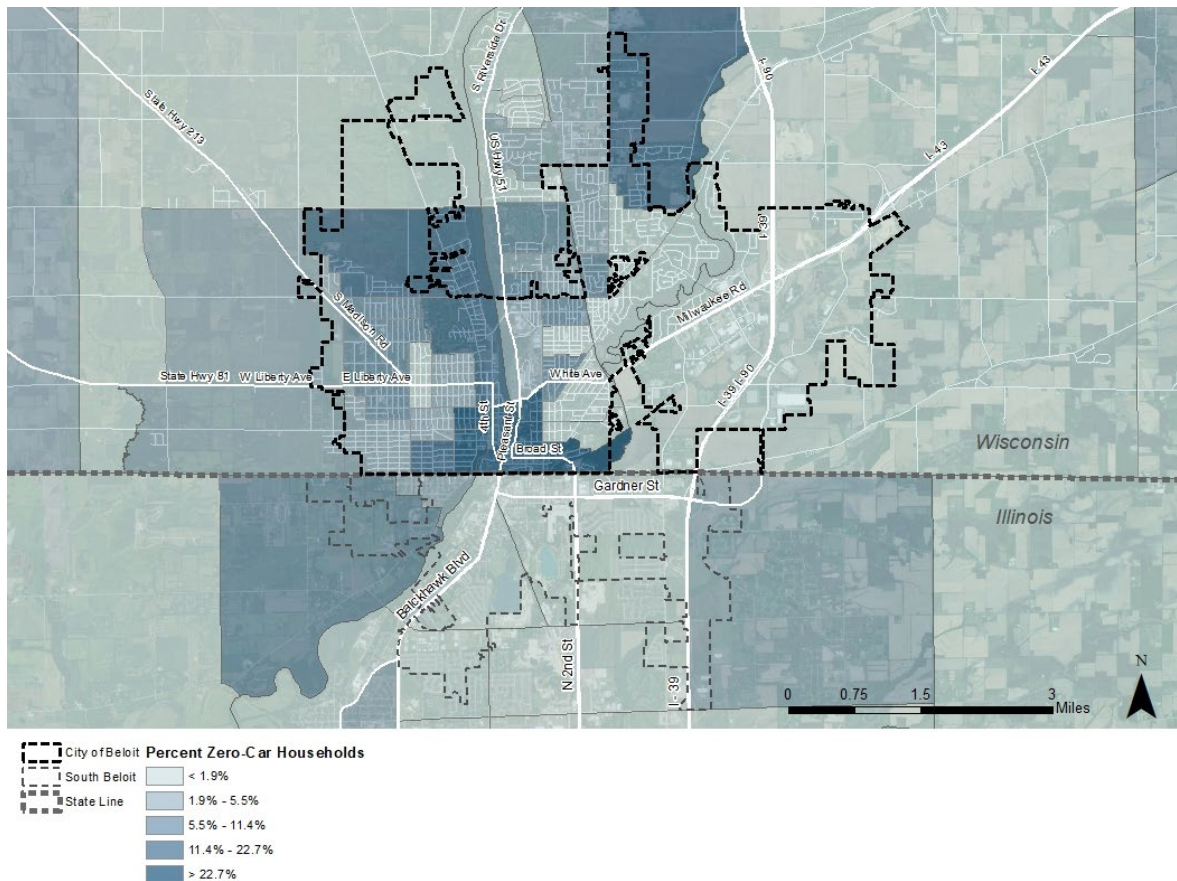 S Riverside Dr
I-90
I-43
State Hwy 213
US Hwy 51
I-43
I-39
S Madison Rd
Milwaukee Rd
State Hwy 81
W Liberty Ave
E Liberty Ave
White Ave
I-39 I-90
4th St
Pleasant St
Broad St
Wisconsin
Gardner St
Illinois
Balckhawk Blvd
N 2nd St
I - 39
N
0 0.75 1.5 3
Miles
City of Beloit
South Beloit
State Line
Percent Zero-Car Households
< 1.9%
1.9% - 5.5%
5.5% - 11.4%
11.4% - 22.7%
> 22.7%